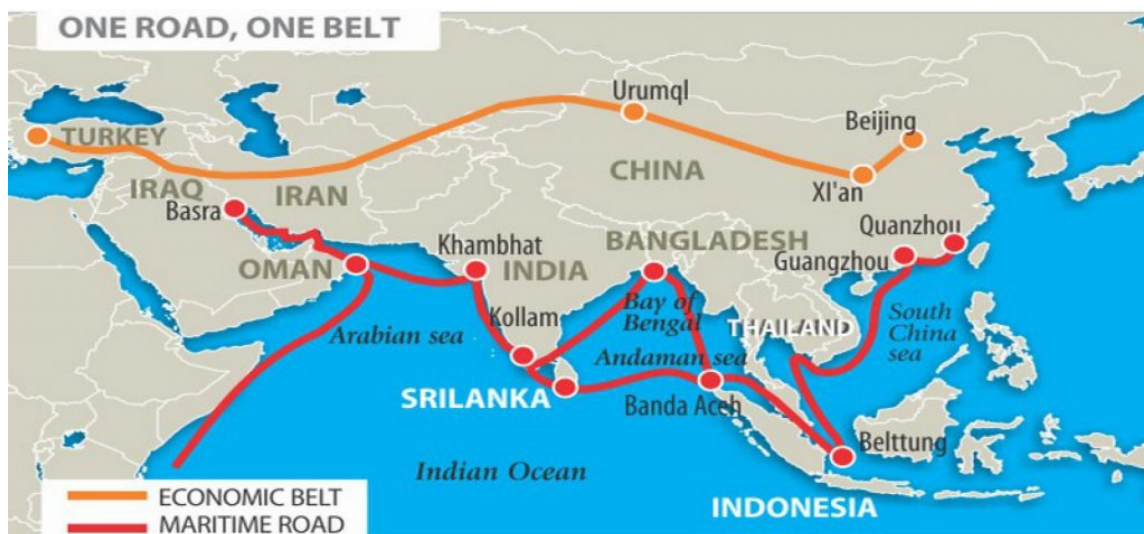 ONE ROAD, ONE BELT
Urumql
Beijing
TURKEY
CHINA
XI'an
IRAQ
IRAN
Basra
Quanzhou
Khambhat
BANGLADESH
Guangzhou
OMAN
INDIA
Kollam
Bay of
Bengal
South
China
sea
THAILAND
Arabian sea
Andaman sea
SRILANKA
Banda Aceh
Belttung
Indian Ocean
INDONESIA
ECONOMIC BELT
MARITIME ROAD